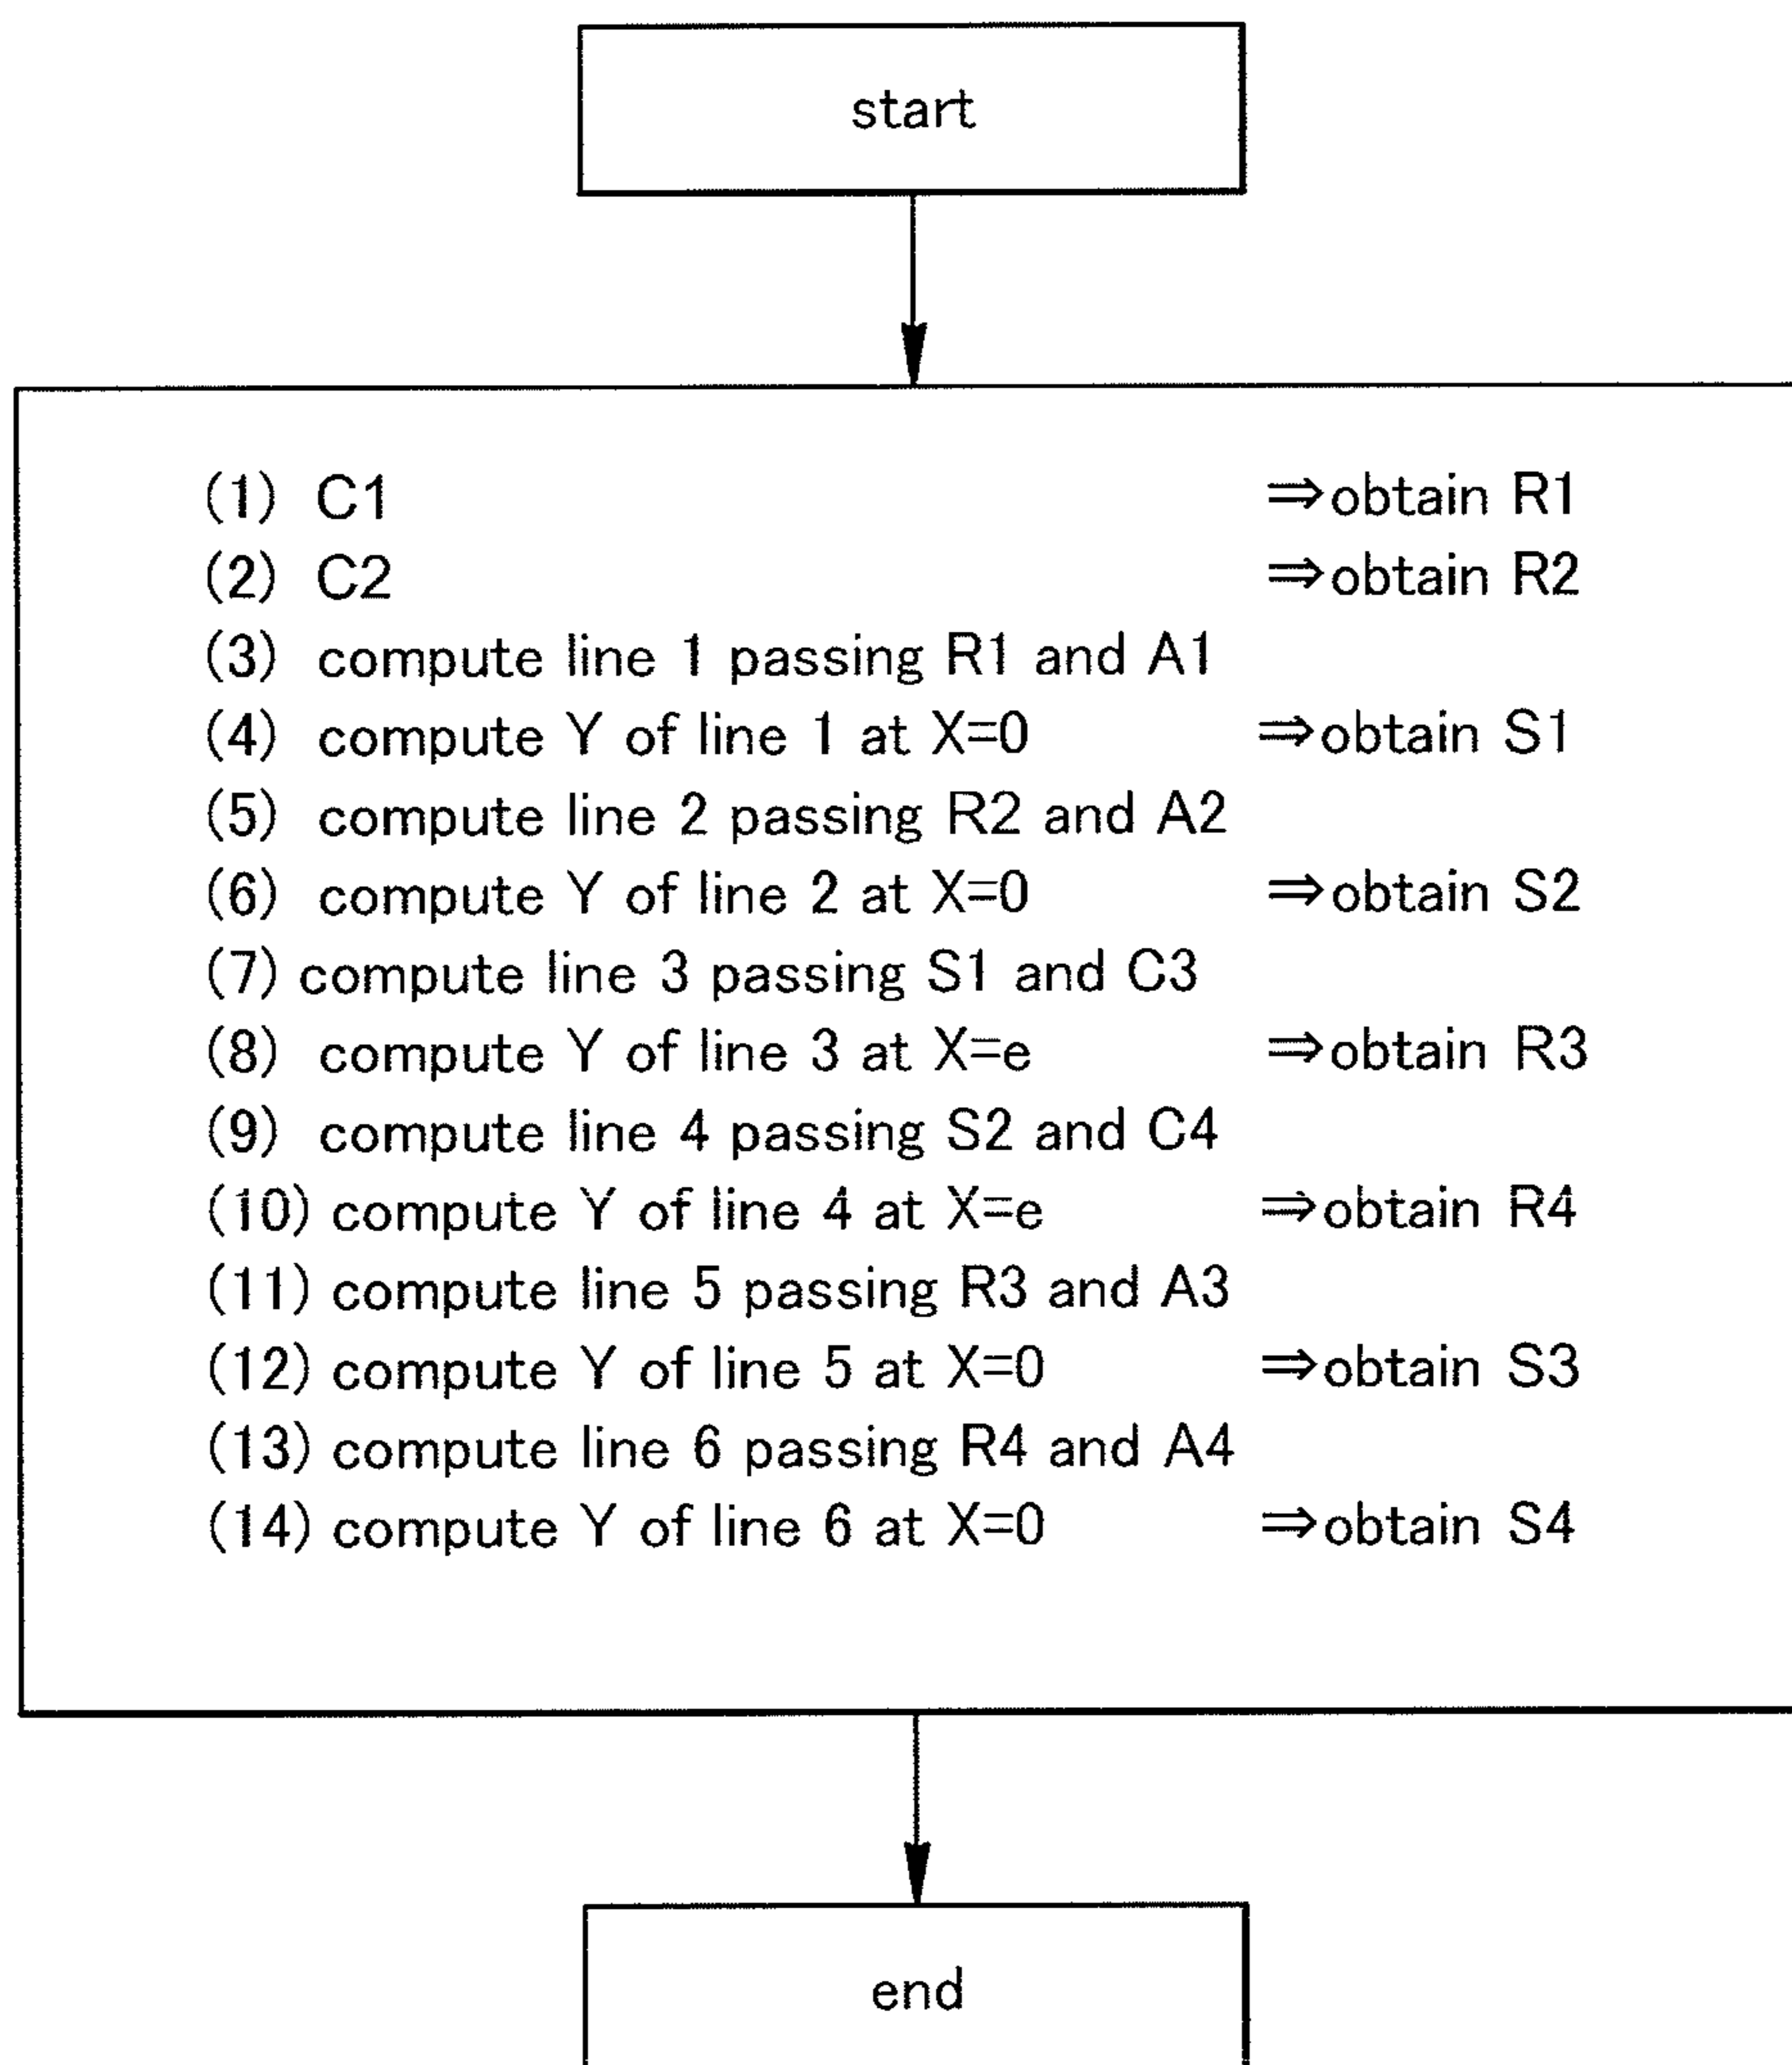 start
(1) C1 ⇒obtain R1
(2) C2 ⇒obtain R2
(3) compute line 1 passing R1 and A1
(4) compute Y of line 1 at X=0 ⇒obtain S1
(5) compute line 2 passing R2 and A2
(6) compute Y of line 2 at X=0 ⇒obtain S2
(7) compute line 3 passing S1 and C3
(8) compute Y of line 3 at X=e ⇒obtain R3
(9) compute line 4 passing S2 and C4
(10) compute Y of line 4 at X=e ⇒obtain R4
(11) compute line 5 passing R3 and A3
(12) compute Y of line 5 at X=0 ⇒obtain S3
(13) compute line 6 passing R4 and A4
(14) compute Y of line 6 at X=0 ⇒obtain S4
end